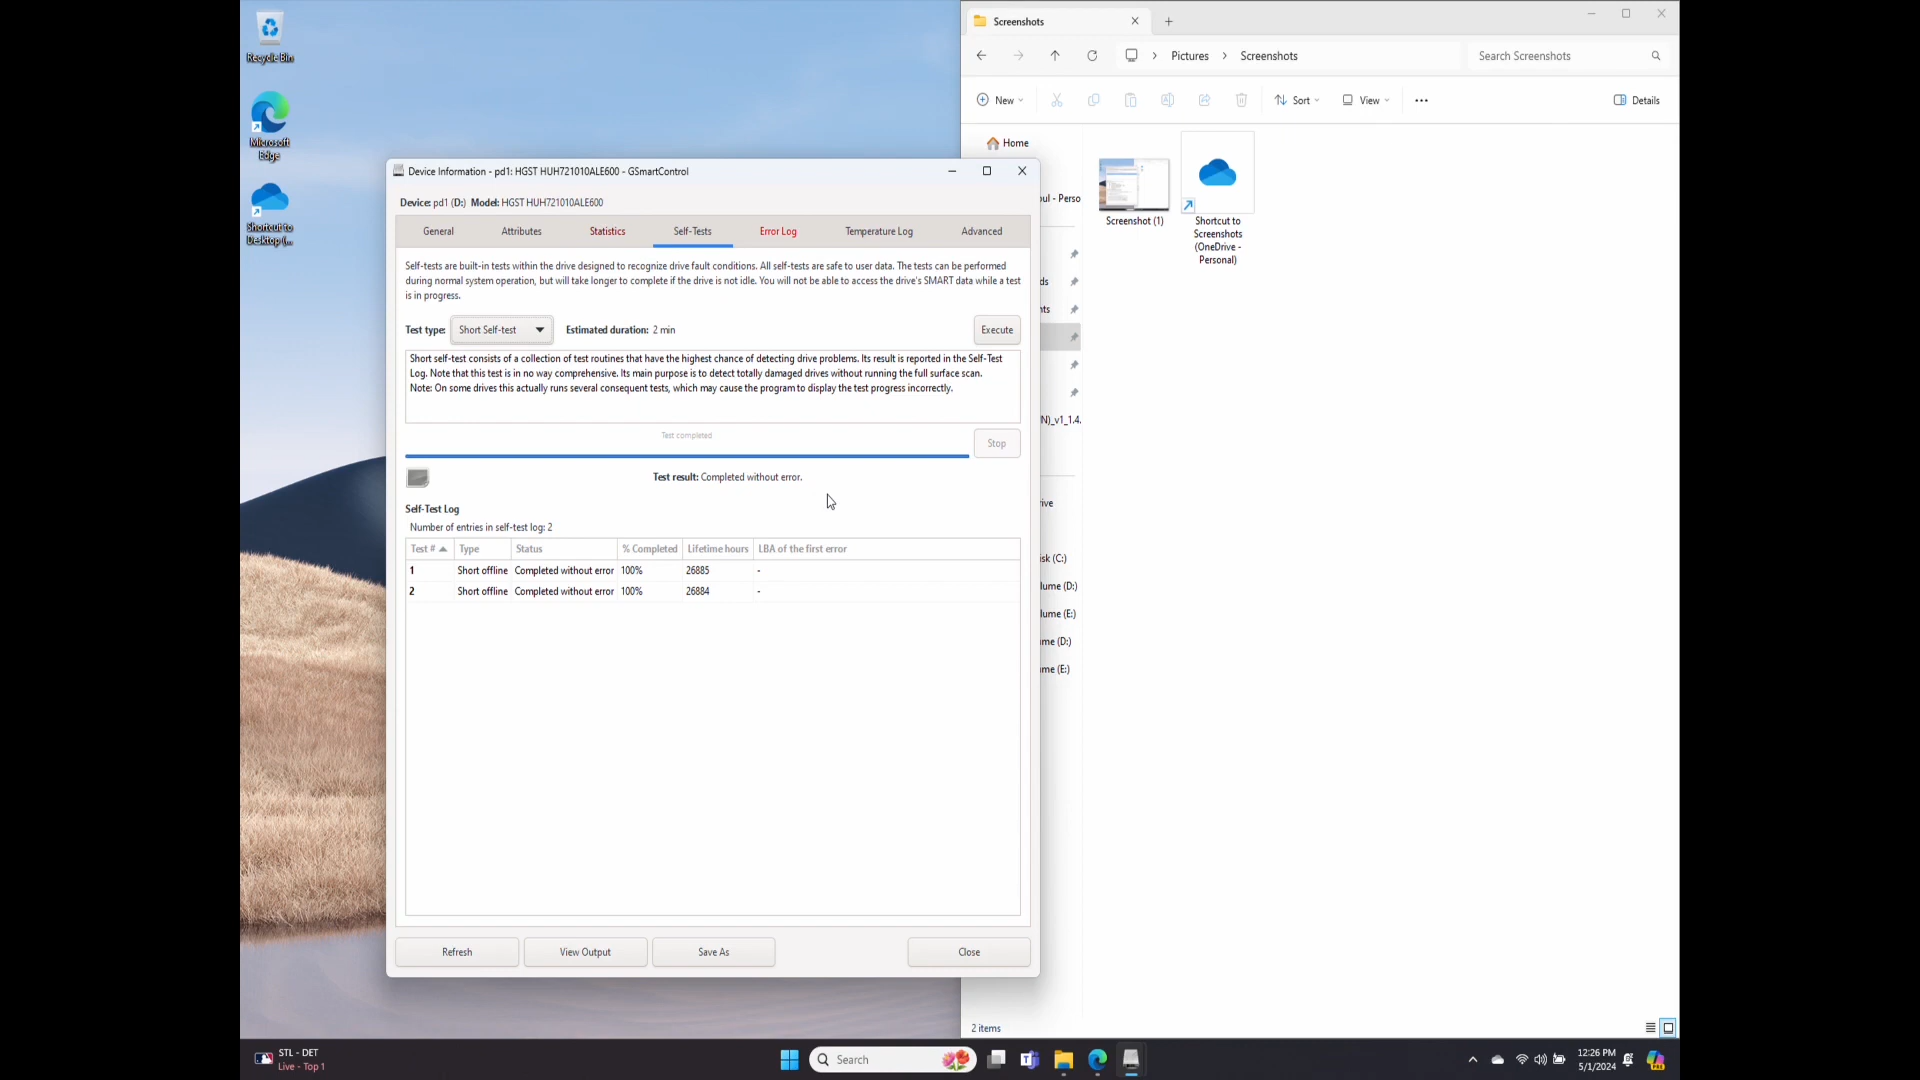 Recycle Bin
Microsoft
Edge
Shortcut to
Desktop (...
Screenshots
Pictures
Screenshots
Search Screenshots
New
Sort
View
Details
Home
oul - Perso
ds
nts
N)_v1_1.4.
ive
isk (C:)
lume (D:)
lume (E:)
me (D:)
me (E:)
Screenshot (1)
Shortcut to
Screenshots
(OneDrive -
Personal)
2 items
Device Information - pd1: HGST HUH721010ALE600 - GSmartControl
Device: pd1 (D:) Model: HGST HUH721010ALE600
General Attributes Statistics Self-Tests Error Log Temperature Log Advanced
Self-tests are built-in tests within the drive designed to recognize drive fault conditions. All self-tests are safe to user data. The tests can be performed
during normal system operation, but will take longer to complete if the drive is not idle. You will not be able to access the drive's SMART data while a test
is in progress.
Test type: Short Self-test Estimated duration: 2 min Execute
Short self-test consists of a collection of test routines that have the highest chance of detecting drive problems. Its result is reported in the Self-Test
Log. Note that this test is in no way comprehensive. Its main purpose is to detect totally damaged drives without running the full surface scan.
Note: On some drives this actually runs several consequent tests, which may cause the program to display the test progress incorrectly.
Test completed
Stop
Test result: Completed without error.
Self-Test Log
Number of entries in self-test log: 2
Test # Type Status % Completed Lifetime hours LBA of the first error
1 Short offline Completed without error 100% 26885 -
2 Short offline Completed without error 100% 26884 -
Refresh View Output Save As Close
STL - DET
Live - Top 1
Search
12:26 PM
5/1/2024